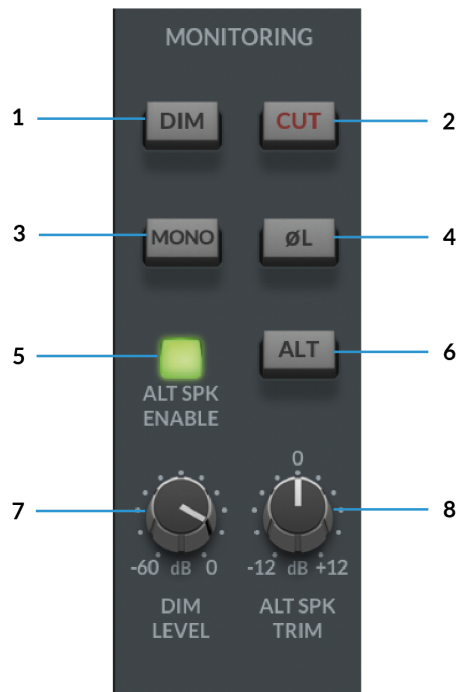 MONITORING
1 DIM CUT 2
3 MONO ØL 4
5 ALT 6
ALT SPK
ENABLE
0
7 8
-60 dB 0 -12 dB +12
DIM ALT SPK
LEVEL TRIM